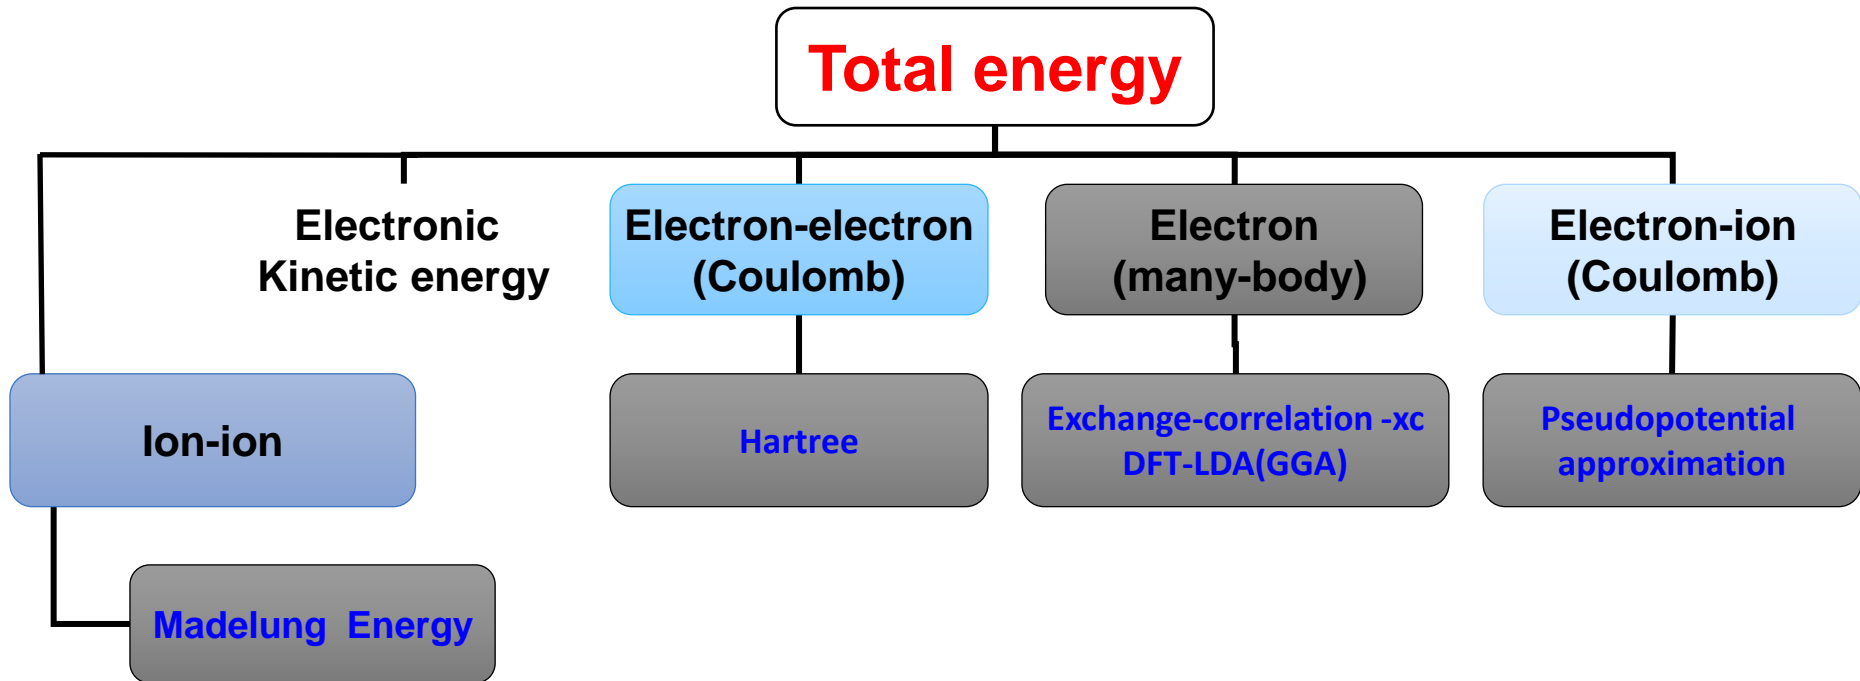 Total energy
Electronic
Kinetic energy
Electron-electron
(Coulomb)
Electron
(many-body)
Electron-ion
(Coulomb)
Ion-ion
Hartree
Exchange-correlation -xc
DFT-LDA(GGA)
Pseudopotential
approximation
Madelung Energy